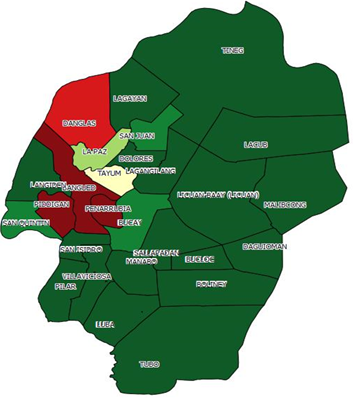 TINEG
LAGAYAN
DANGLAS
SAN JUAN
LACUB
LA PAZ
DOLORES
LAGANGILANG
TAYUM
LANGIDEN
BANGUED
LICUAN-BAAY (LICUAN)
MALIBCONG
PIDDIGAN
PEÑARRUBIA
SAN QUINTIN
BUCAY
DAGUIOMAN
SAN ISIDRO
SALLAPADAN
MANABO
BUCLOC
VILLAVICIOSA
PILAR
BOLINEY
LUBA
TUBO